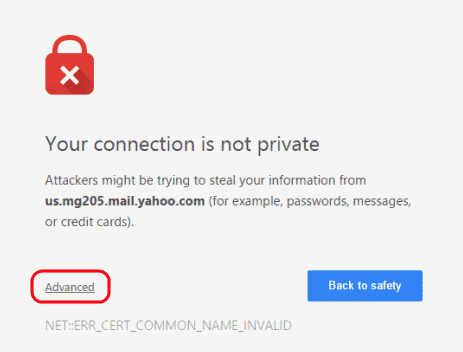 Your connection is not private
Attackers might be trying to steal your information from
us.mg205.mail.yahoo.com (for example, passwords, messages,
or credit cards).
Advanced
Back to safety
NET::ERR_CERT_COMMON_NAME_INVALID